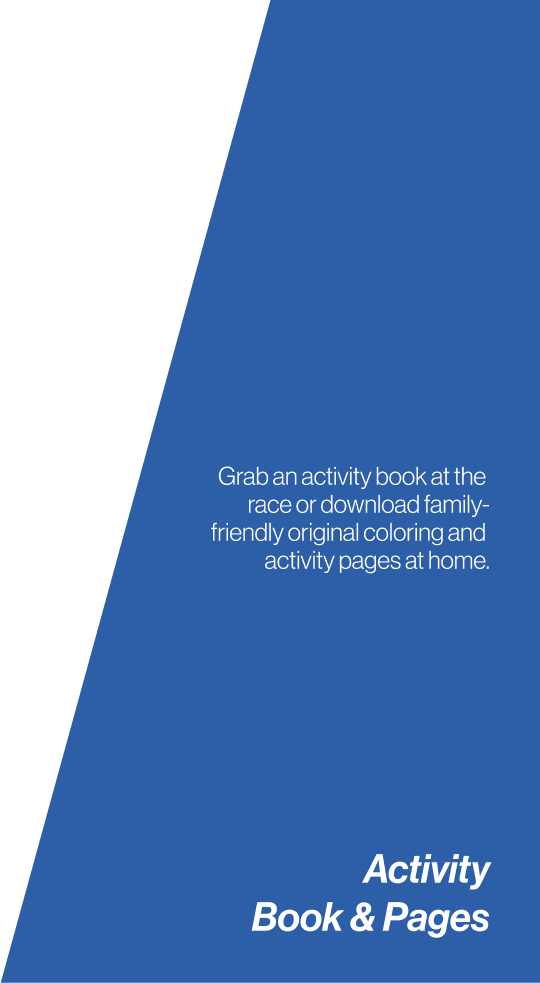 Grab an activity book at the
race or download family-
friendly original coloring and
activity pages at home.
Activity
Book & Pages